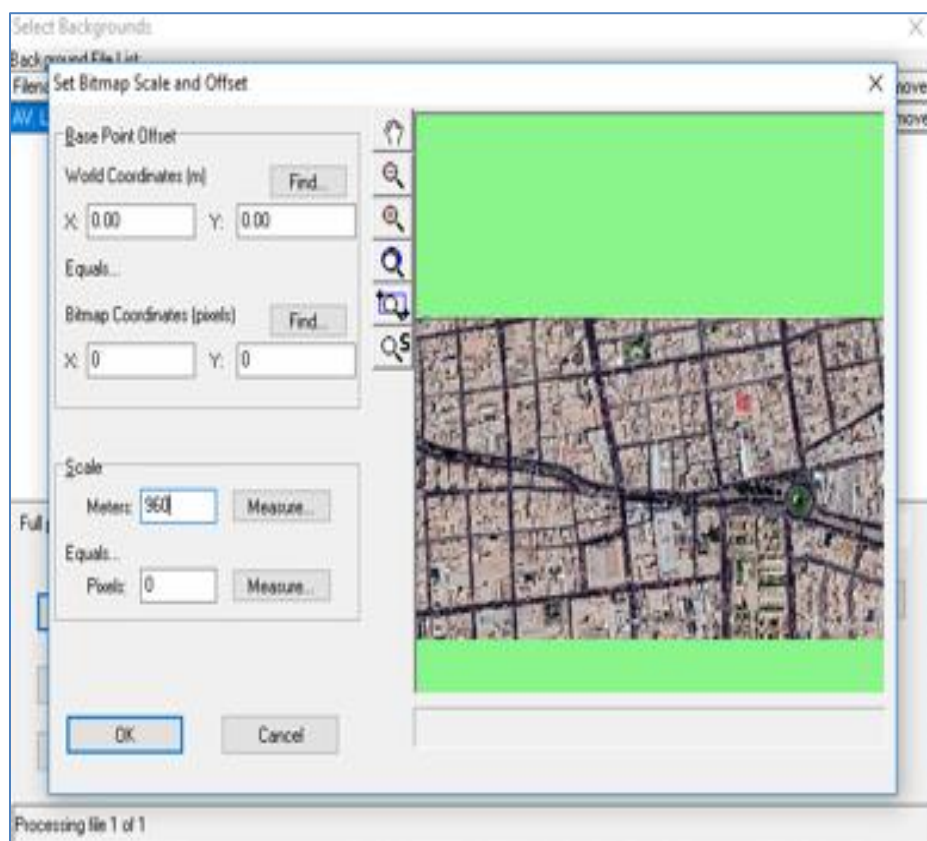 Select Backgrounds
Background File List:
Set Bitmap Scale and Offset
Base Point Offset
World Coordinates (m)
Find...
X: 0.00 Y: 0.00
Equals...
Bitmap Coordinates (pixels)
Find...
X: 0 Y: 0
Scale
Meters: 960 Measure...
Equals...
Pixels: 0 Measure...
OK Cancel
Processing file 1 of 1